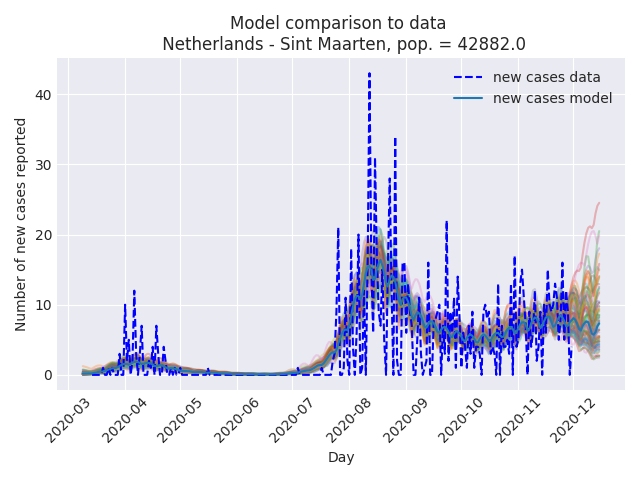 Model comparison to data
Netherlands - Sint Maarten, pop. = 42882.0
new cases data
new cases model
Number of new cases reported
40
30
20
10
0
2020-03
2020-04
2020-05
2020-06
2020-07
2020-08
2020-09
2020-10
2020-11
2020-12
Day